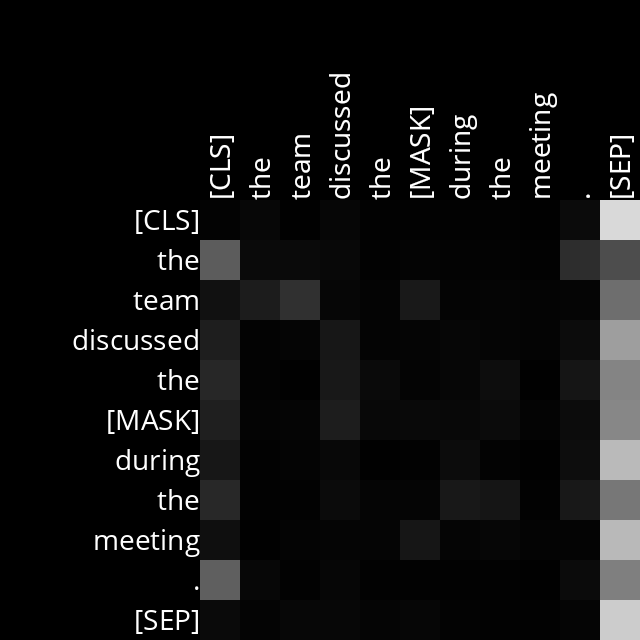 [CLS] the team discussed the [MASK] during the meeting . [SEP]
[CLS]
the
team
discussed
the
[MASK]
during
the
meeting
.
[SEP]